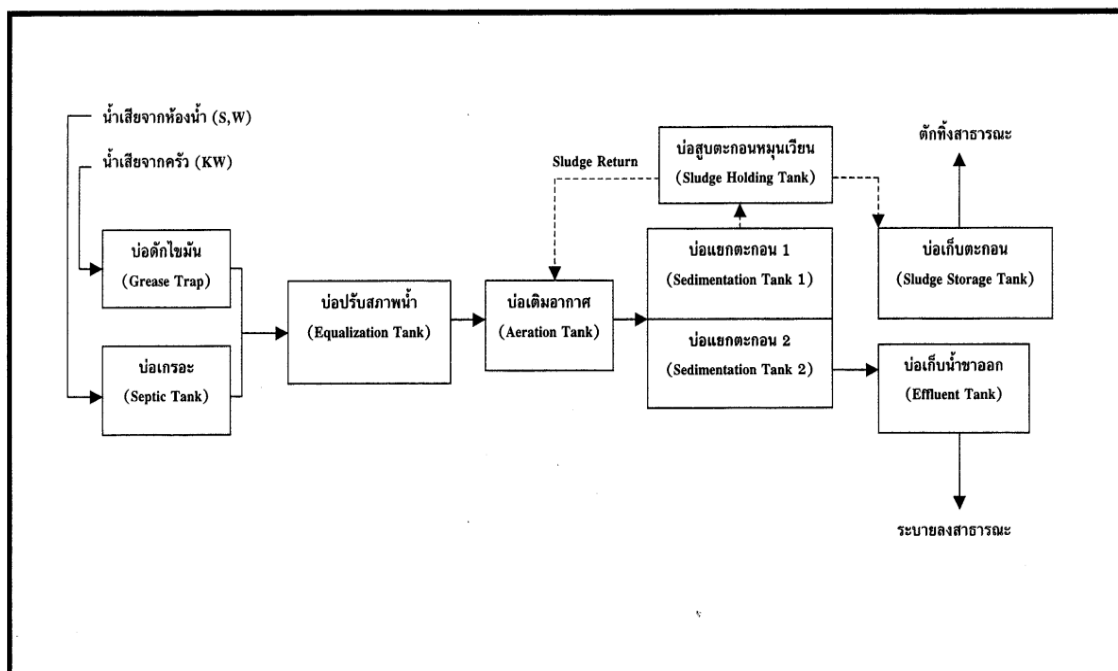 น้ำเสียจากห้องน้ำ (S,W)
น้ำเสียจากครัว (KW)
บ่อดักไขมัน
(Grease Trap)
บ่อเกรอะ
(Septic Tank)
บ่อปรับสภาพน้ำ
(Equalization Tank)
บ่อเติมอากาศ
(Aeration Tank)
Sludge Return
บ่อสูบตะกอนหมุนเวียน
(Sludge Holding Tank)
บ่อแยกตะกอน 1
(Sedimentation Tank 1)
บ่อแยกตะกอน 2
(Sedimentation Tank 2)
ตักทิ้งสาธารณะ
บ่อเก็บตะกอน
(Sludge Storage Tank)
บ่อเก็บน้ำขาออก
(Effluent Tank)
ระบายลงสาธารณะ